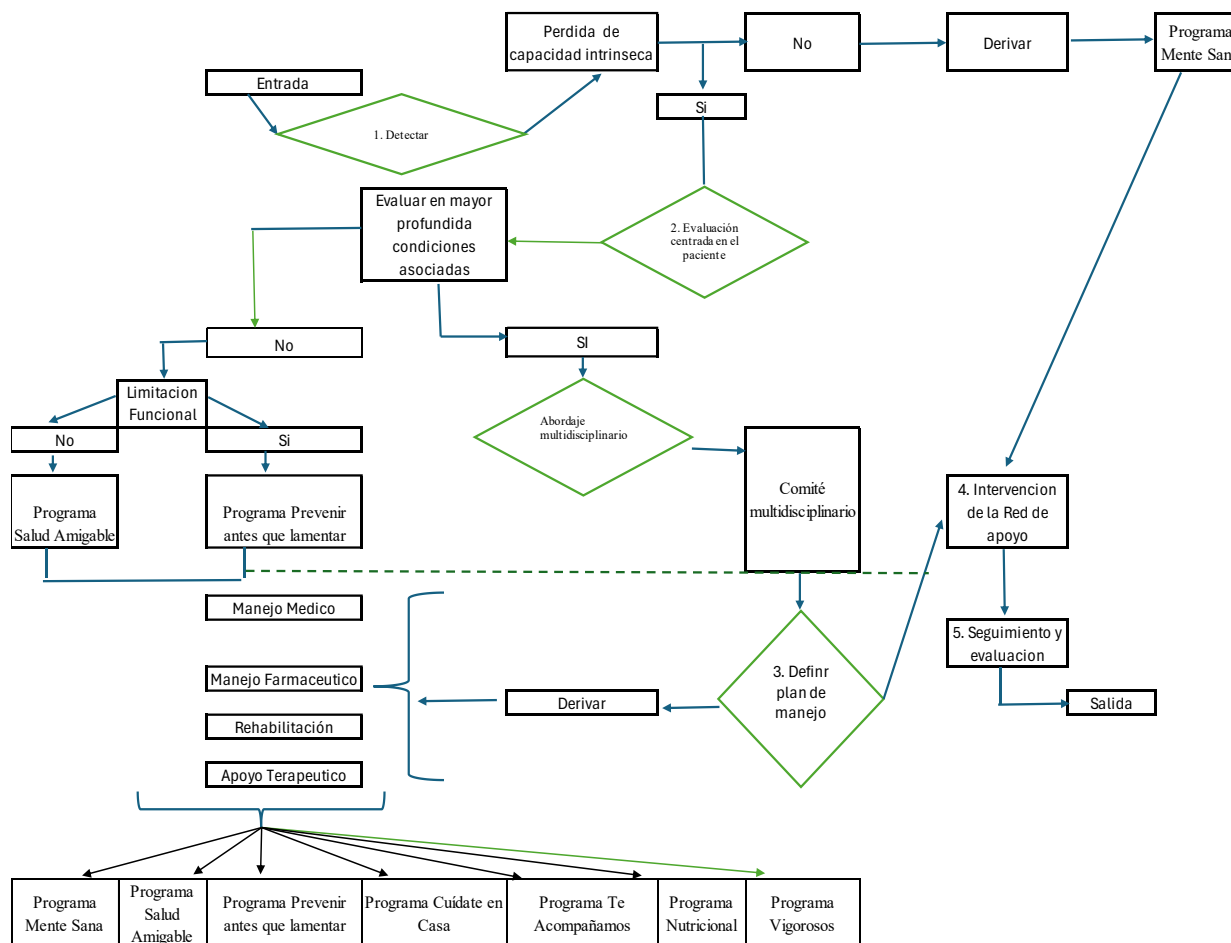 Perdida de
capacidad intrinseca
No
Derivar
Programa
Mente Sana
Entrada
Si
1. Detectar
Evaluar en mayor
profundida
condiciones
asociadas
2. Evaluación
centrada en el
paciente
No
SI
Limitacion
Funcional
No
Si
Abordaje
multidisciplinario
Comité
multidisciplinario
Programa
Salud Amigable
Programa Prevenir
antes que lamentar
4. Intervencion
de la Red de
apoyo
Manejo Medico
5. Seguimiento y
evaluacion
Manejo Farmaceutico
3. Definr
plan de
manejo
Derivar
Salida
Rehabilitación
Apoyo Terapeutico
Programa
Mente Sana
Programa
Salud
Amigable
Programa Prevenir
antes que lamentar
Programa Cuídate en
Casa
Programa Te
Acompañamos
Programa
Nutricional
Programa
Vigorosos